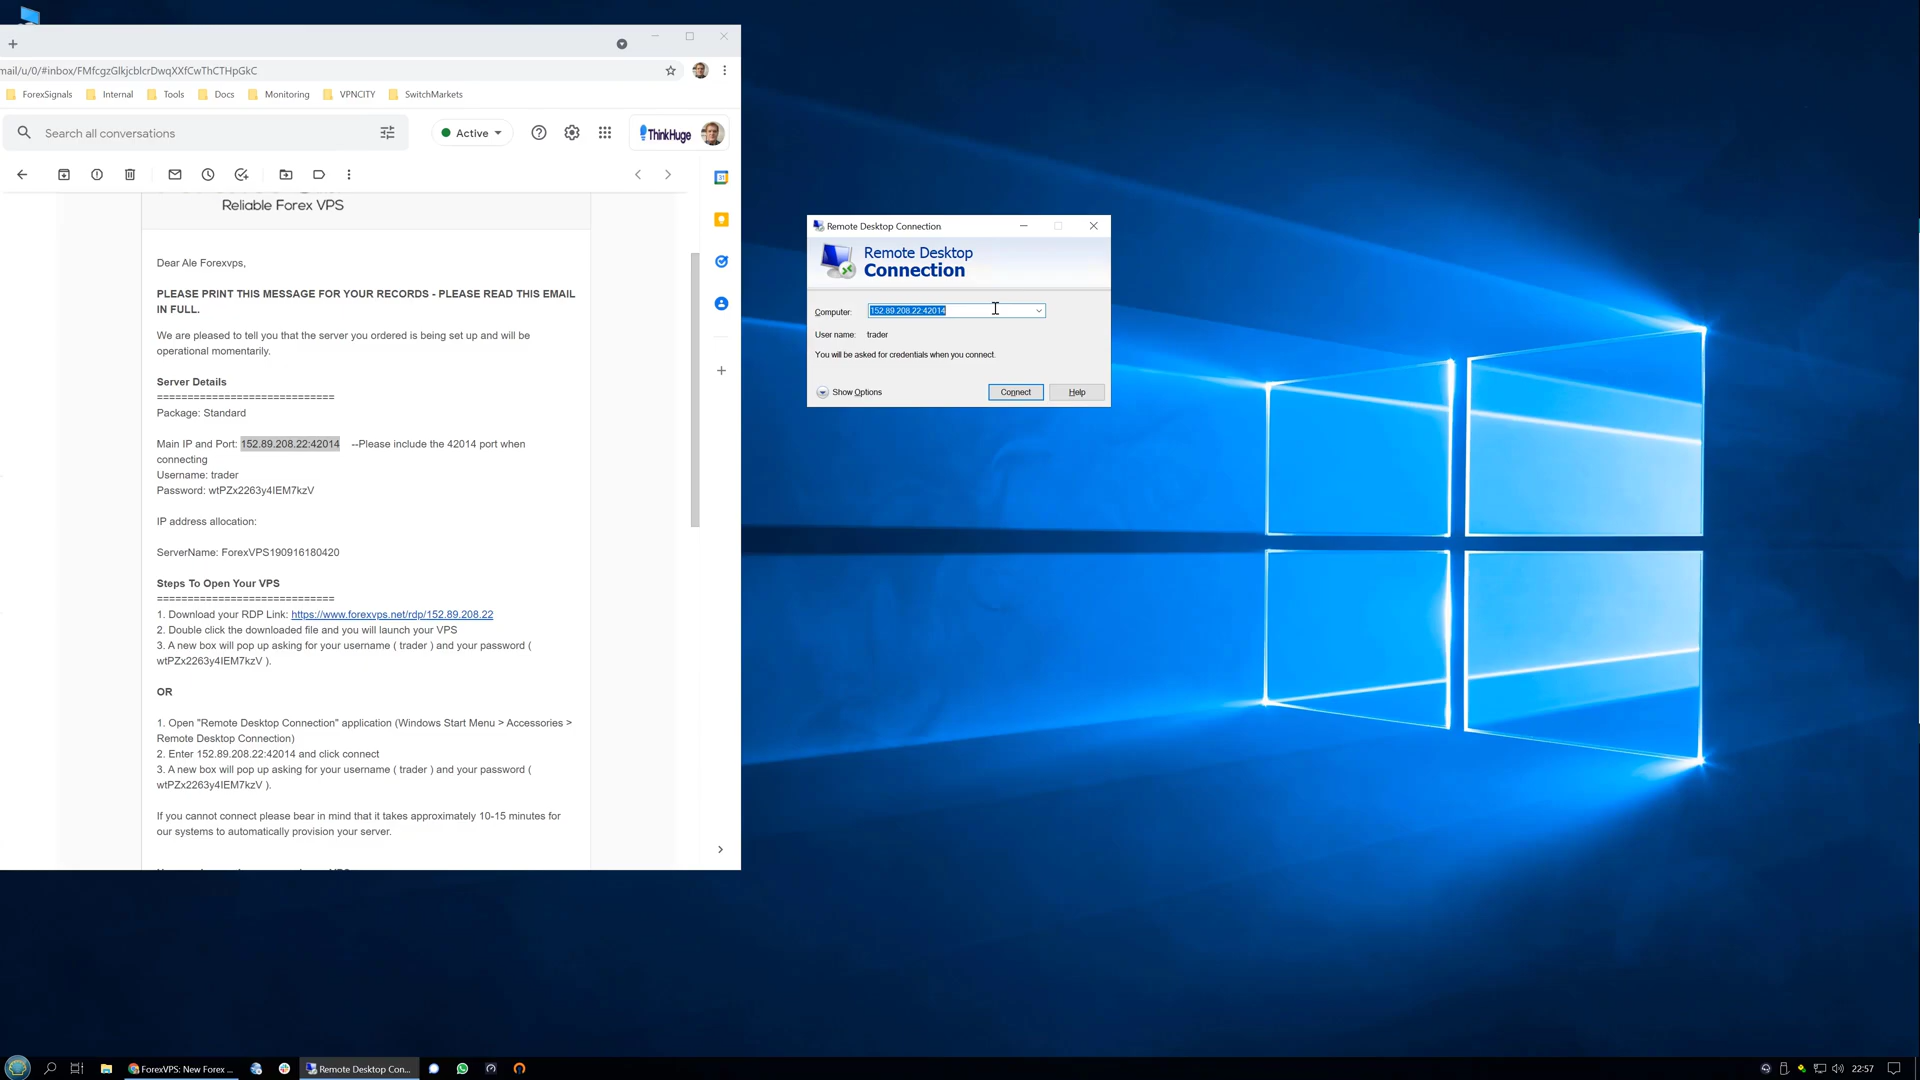 mail/u/0/#inbox/FMfcgzGlkjcblcrDwqXXfCwThCTHpGkC
ForexSignals
Internal
Tools
Docs
Monitoring
VPNCITY
SwitchMarkets
Search all conversations
Active
ThinkHuge
31
Reliable Forex VPS
Dear Ale Forexvps,
PLEASE PRINT THIS MESSAGE FOR YOUR RECORDS - PLEASE READ THIS EMAIL
IN FULL.
We are pleased to tell you that the server you ordered is being set up and will be
operational momentarily.
Server Details
=============================
Package: Standard
Main IP and Port: 152.89.208.22:42014 --Please include the 42014 port when
connecting
Username: trader
Password: wtPZx2263y4IEM7kzV
IP address allocation:
ServerName: ForexVPS190916180420
Steps To Open Your VPS
=============================
1. Download your RDP Link: https://www.forexvps.net/rdp/152.89.208.22
2. Double click the downloaded file and you will launch your VPS
3. A new box will pop up asking for your username ( trader ) and your password (
wtPZx2263y4IEM7kzV ).
OR
1. Open "Remote Desktop Connection" application (Windows Start Menu > Accessories >
Remote Desktop Connection)
2. Enter 152.89.208.22:42014 and click connect
3. A new box will pop up asking for your username ( trader ) and your password (
wtPZx2263y4IEM7kzV ).
If you cannot connect please bear in mind that it takes approximately 10-15 minutes for
our systems to automatically provision your server.
Remote Desktop Connection
Remote Desktop
Connection
Computer: 152.89.208.22:42014
User name: trader
You will be asked for credentials when you connect.
Show Options
Connect
Help
ForexVPS: New Forex ...
Remote Desktop Con...
22:57